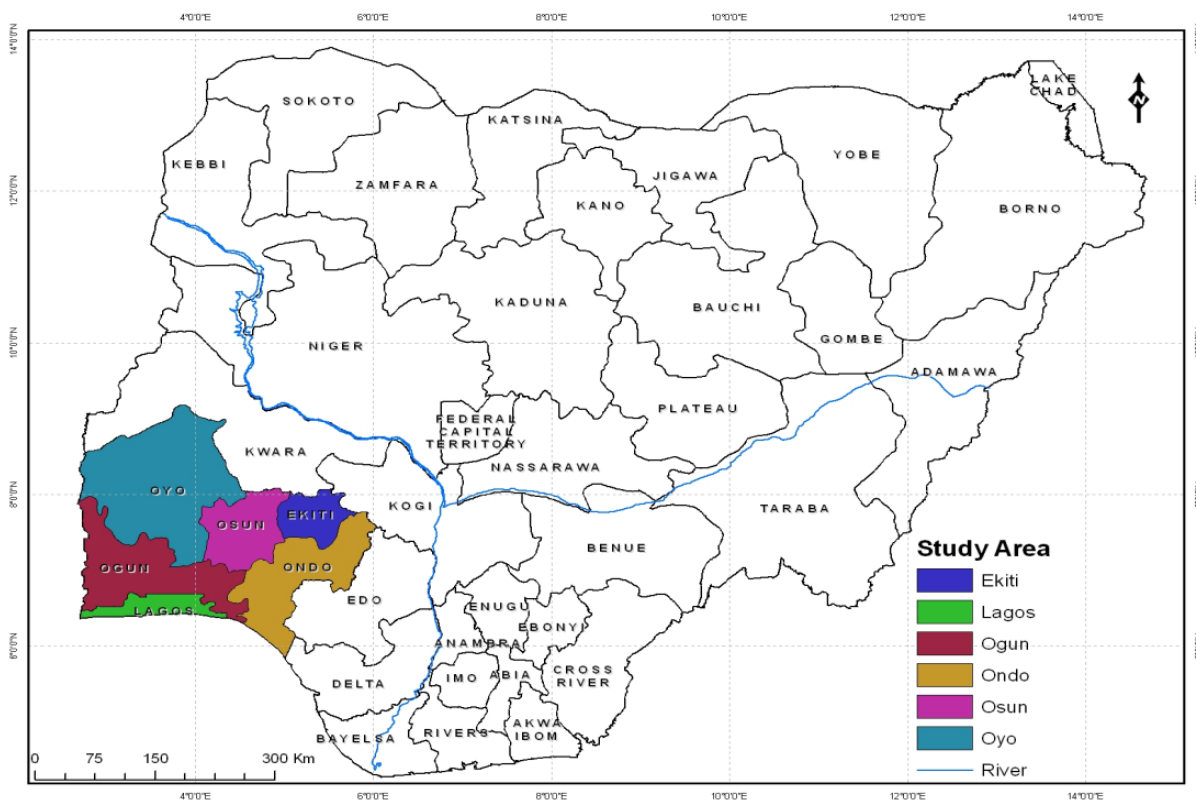 4°0'0"E 6°0'0"E 8°0'0"E 10°0'0"E 12°0'0"E 14°0'0"E
14°0'0"N
LAKE
CHAD
SOKOTO
KATSINA
YOBE
KEBBI
ZAMFARA
JIGAWA
12°0'0"N
KANO
BORNO
KADUNA
BAUCHI
10°0'0"N
NIGER
GOMBE
ADAMAWA
PLATEAU
FEDERAL
CAPITAL
TERRITORY
KWARA
NASSARAWA
OYO
8°0'0"N
KOGI
TARABA
OSUN
EKITI
BENUE
OGUN
ONDO
EDO
LAGOS
ENUGU
EBONYI
6°0'0"N
ANAMBRA
DELTA
IMO
ABIA
CROSS
RIVER
BAYELSA
RIVERS
AKWA
IBOM
Study Area
Ekiti
Lagos
Ogun
Ondo
Osun
Oyo
River
0 75 150 300 Km
4°0'0"E 6°0'0"E 8°0'0"E 10°0'0"E 12°0'0"E 14°0'0"E